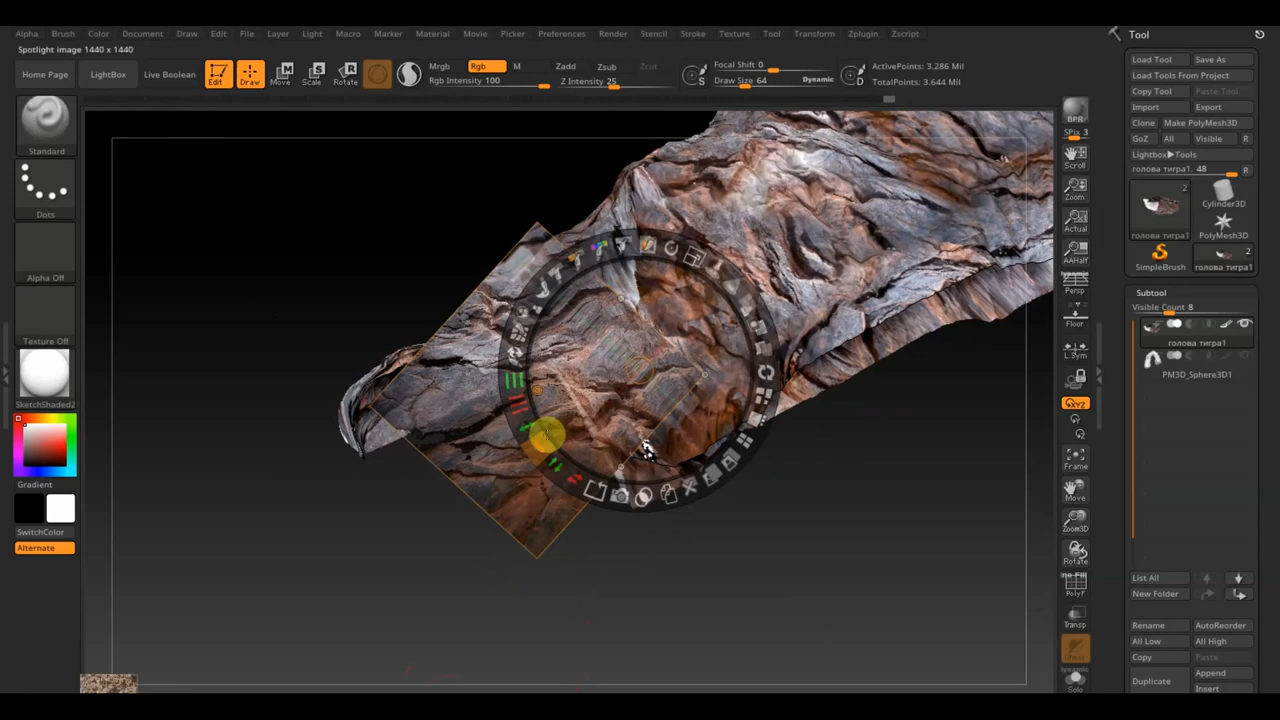 Alpha Brush Color Document Draw Edit File Layer Light Macro Marker Material Movie Picker Preferences Render Stencil Stroke Texture Tool Transform Zplugin Zscript
Tool
Spotlight image 1440 x 1440
Home Page
LightBox
Live Boolean
Edit
Draw
Move
Scale
Rotate
Mrgb
Rgb
M
Rgb Intensity 100
Zadd
Zsub
Zcut
Z Intensity 25
S
Focal Shift 0
Draw Size 64
Dynamic
D
ActivePoints: 3.286 Mil
TotalPoints: 3.644 Mil
Standard
Dots
Alpha Off
Texture Off
SketchShaded2
Gradient
SwitchColor
Alternate
BPR
SPix 3
Scroll
Zoom
Actual
AAHalf
Persp
Floor
L.Sym
XYZ
Y
Z
Frame
Move
Zoom3D
Rotate
PolyF
Transp
Solo
Load Tool
Save As
Load Tools From Project
Copy Tool
Paste Tool
Import
Export
Clone
Make PolyMesh3D
GoZ
All
Visible
R
Lightbox▶Tools
голова тигра1. 48
R
2
голова тигра1
Cylinder3D
PolyMesh3D
SimpleBrush
2
голова тигра1
Subtool
Visible Count 8
голова тигра1
PM3D_Sphere3D1
List All
New Folder
Rename
AutoReorder
All Low
All High
Copy
Paste
Duplicate
Append
Insert